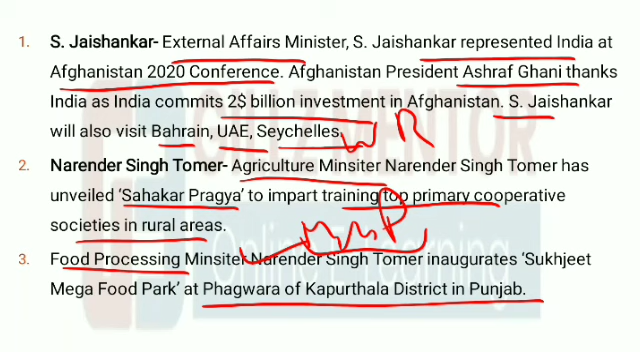 1. S. Jaishankar- External Affairs Minister, S. Jaishankar represented India at
Afghanistan 2020 Conference. Afghanistan President Ashraf Ghani thanks
India as India commits 2$ billion investment in Afghanistan. S. Jaishankar
will also visit Bahrain, UAE, Seychelles.
2. Narender Singh Tomer- Agriculture Minsiter Narender Singh Tomer has
unveiled ‘Sahakar Pragya’ to impart training top primary cooperative
societies in rural areas.
3. Food Processing Minsiter Narender Singh Tomer inaugurates ‘Sukhjeet
Mega Food Park’ at Phagwara of Kapurthala District in Punjab.